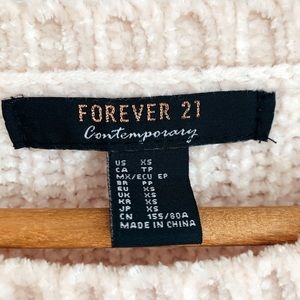 FOREVER 21
Contemporary
US XS
CA TP
MX/ECU EP
BR PP
EU XS
UK XS
KR XS
JP XS
CN 155/80A
MADE IN CHINA